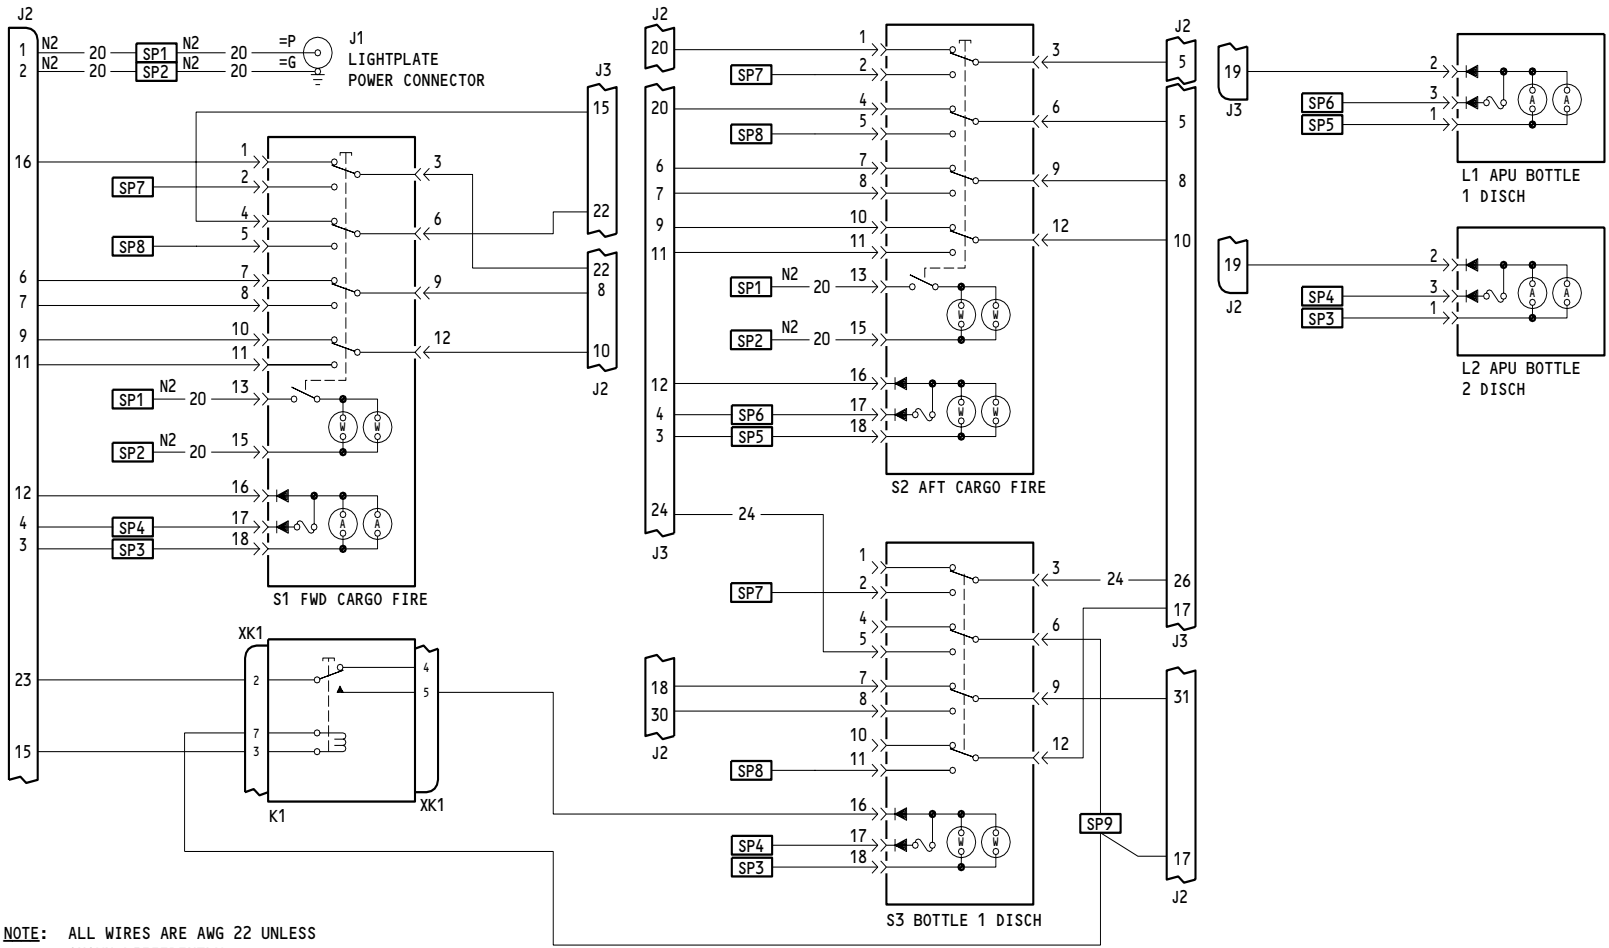 J2
1 N2 20 SP1 N2 20 =P
2 N2 20 SP2 N2 20 =G
J1
LIGHTPLATE
POWER CONNECTOR
J3
15
22
22
8
10
J2
16
6
7
9
11
12
4
3
23
15
1
SP7 2
4
SP8 5
7
8
10
11
SP1 N2 20 13
SP2 N2 20 15
16
SP4 17
SP3 18
3
6
9
12
W W
A A
S1 FWD CARGO FIRE
XK1
2
7
3
4
5
K1
XK1
J2
20
20
6
7
9
11
12
4
3
24 24
J3
1
SP7 2
4
SP8 5
7
8
10
11
SP1 N2 20 13
SP2 N2 20 15
16
SP6 17
SP5 18
3
6
9
12
W W
W W
S2 AFT CARGO FIRE
J2
5
5
8
10
26
17
J3
1
SP7 2
4
5
7
8
10
SP8 11
16
SP4 17
SP3 18
18
30
J2
3 24
6
9
12
W W
S3 BOTTLE 1 DISCH
31
SP9
17
J2
19
J3
2
SP6 3
SP5 1
A A
L1 APU BOTTLE
1 DISCH
19
J2
2
SP4 3
SP3 1
A A
L2 APU BOTTLE
2 DISCH
NOTE: ALL WIRES ARE AWG 22 UNLESS